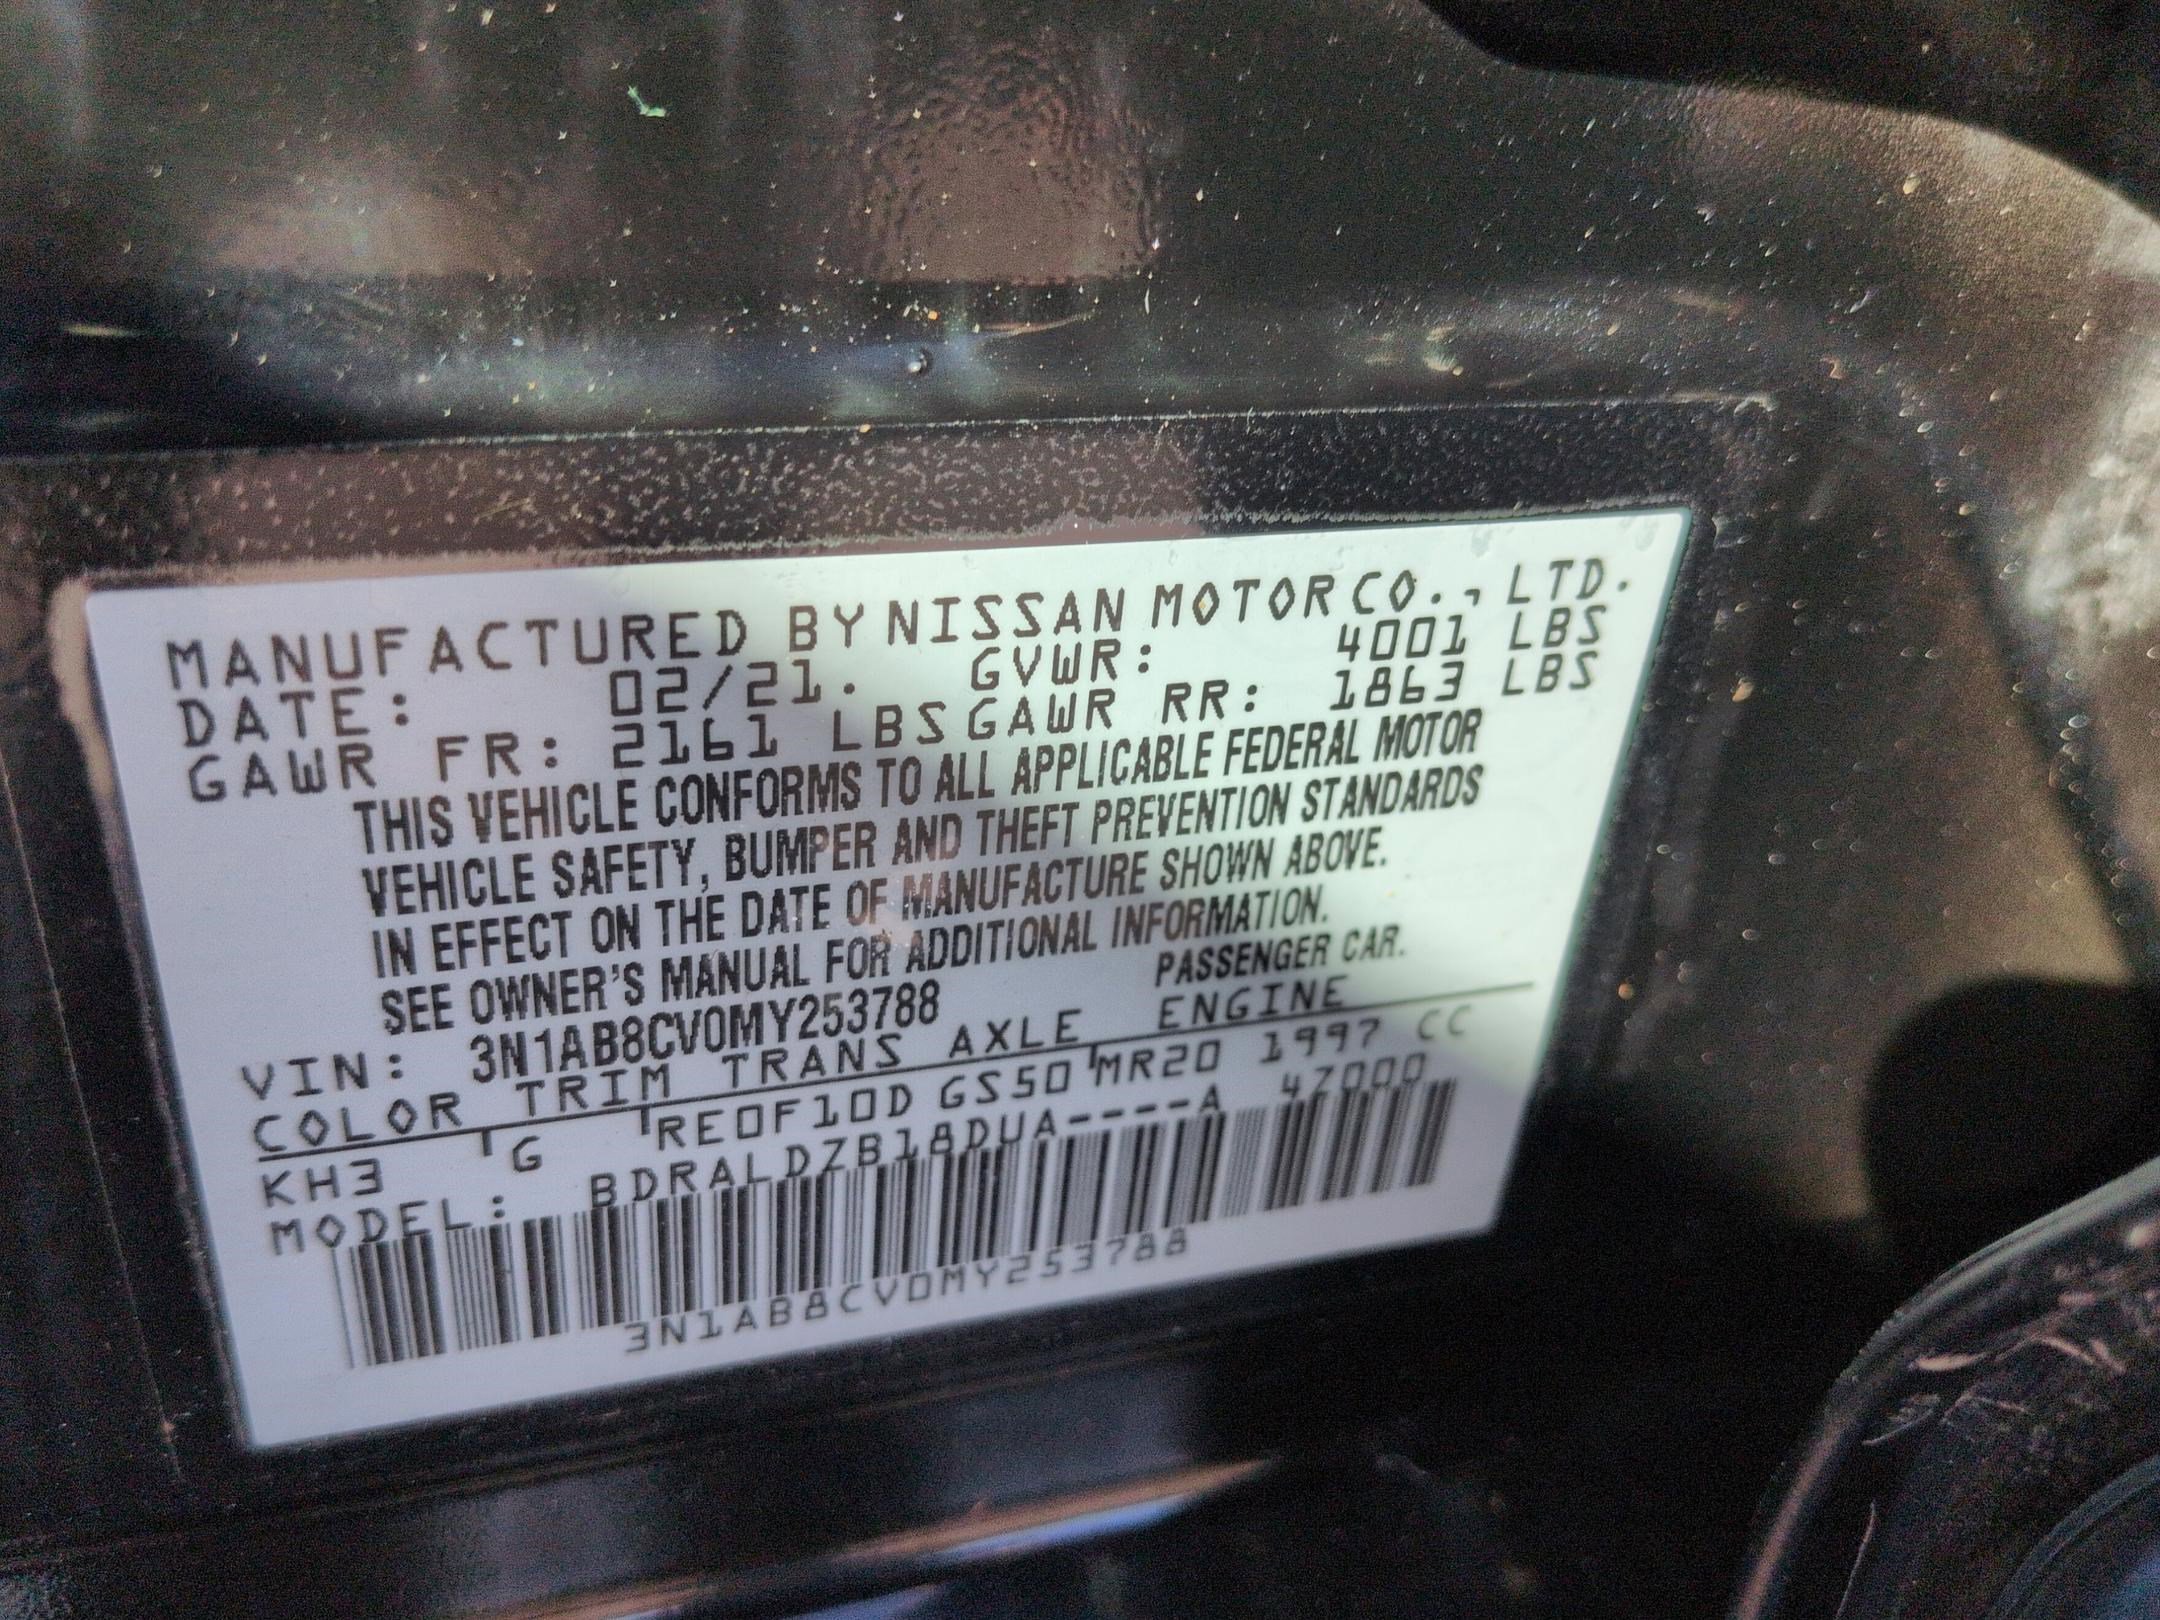 MANUFACTURED BY NISSAN MOTOR CO., LTD.
DATE: 02/21. GVWR: 4001 LBS
GAWR FR: 2161 LBS GAWR RR: 1863 LBS
THIS VEHICLE CONFORMS TO ALL APPLICABLE FEDERAL MOTOR
VEHICLE SAFETY, BUMPER AND THEFT PREVENTION STANDARDS
IN EFFECT ON THE DATE OF MANUFACTURE SHOWN ABOVE.
SEE OWNER'S MANUAL FOR ADDITIONAL INFORMATION.
VIN: 3N1AB8CV0MY253788 PASSENGER CAR.
COLOR TRIM TRANS AXLE ENGINE
KH3 G RE0F10D GS50 MR20 1997 CC
MODEL: BDRALDZB18DUA----A 47000
3N1AB8CV0MY253788